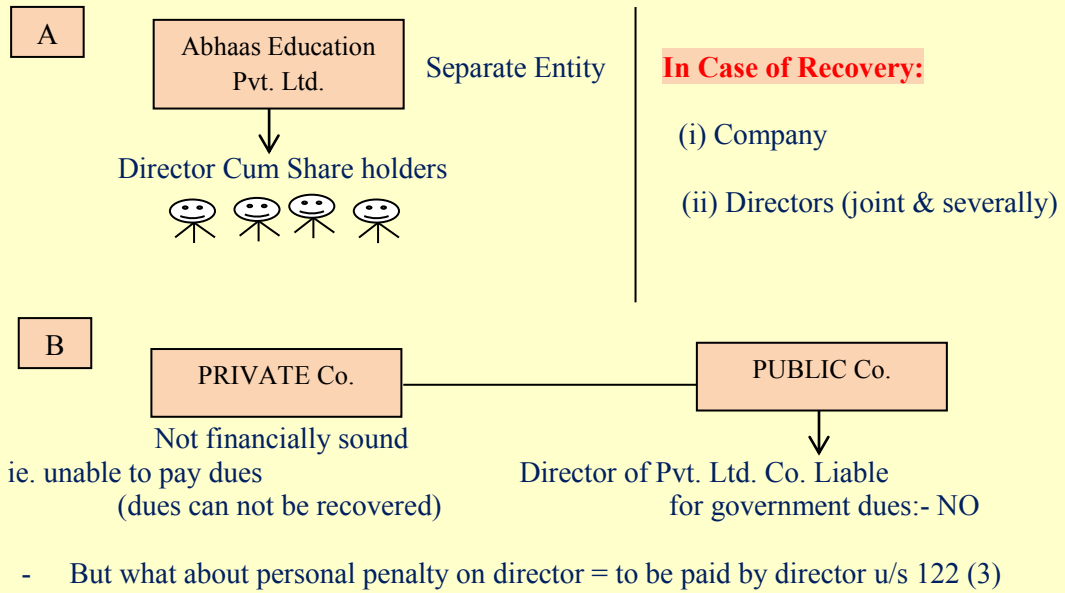 A
Abhaas Education
Pvt. Ltd.
Separate Entity
Director Cum Share holders
In Case of Recovery:
(i) Company
(ii) Directors (joint & severally)
B
PRIVATE Co.
Not financially sound
ie. unable to pay dues
(dues can not be recovered)
PUBLIC Co.
Director of Pvt. Ltd. Co. Liable
for government dues:- NO
- But what about personal penalty on director = to be paid by director u/s 122 (3)